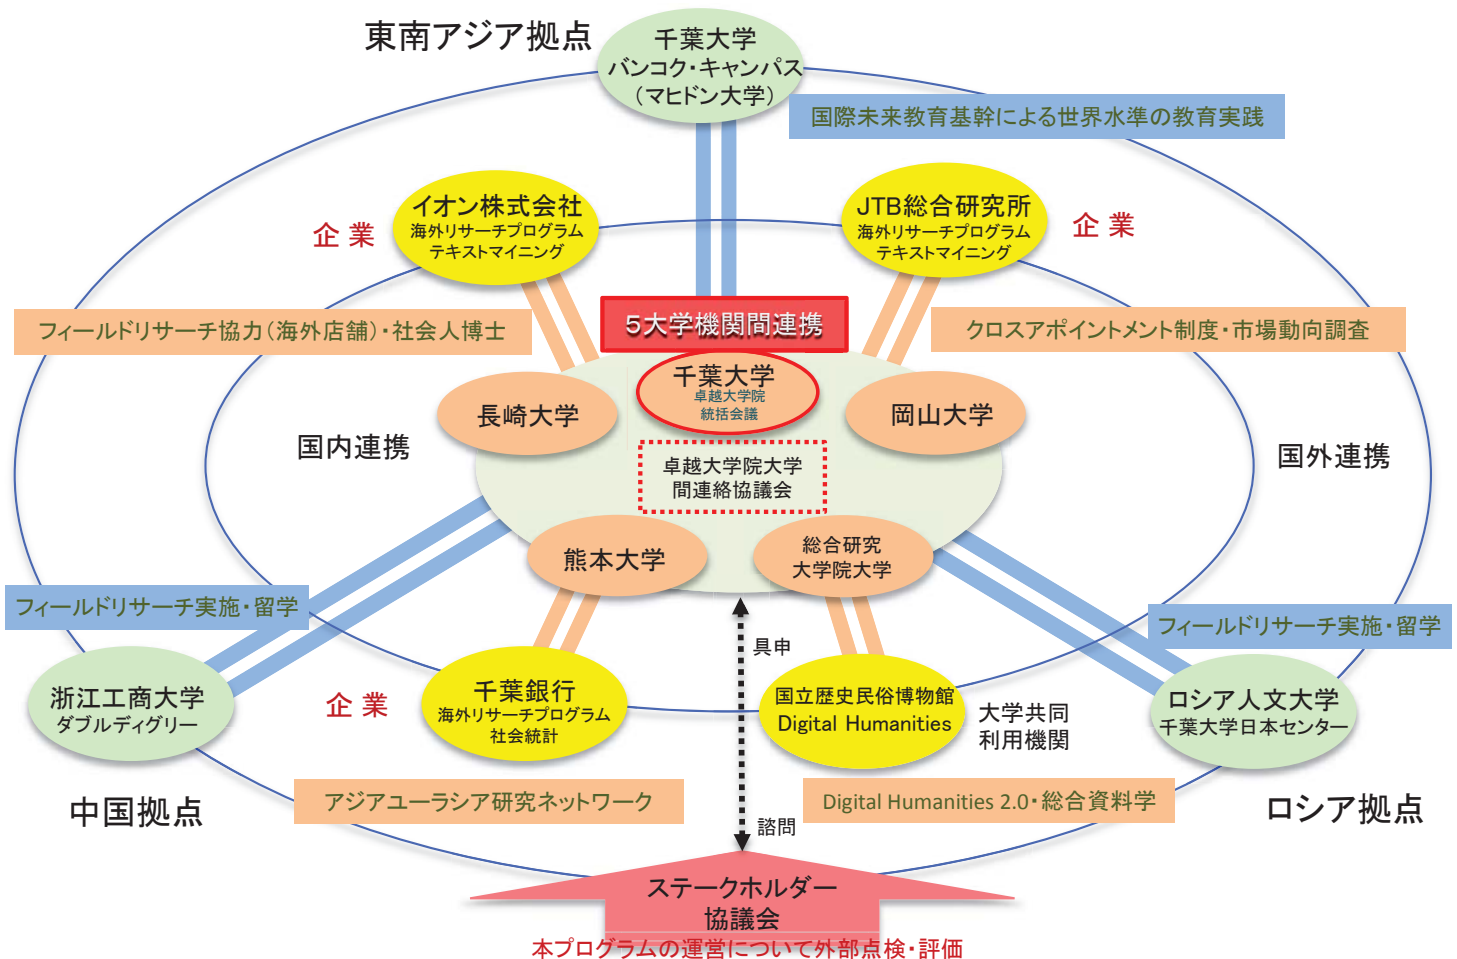 東南アジア拠点
千葉大学
バンコク・キャンパス
（マヒドン大学）
国際未来教育基幹による世界水準の教育実践
企 業
イオン株式会社
海外リサーチプログラム
テキストマイニング
JTB総合研究所
海外リサーチプログラム
テキストマイニング
企 業
フィールドリサーチ協力（海外店舗）・社会人博士
５大学機関間連携
クロスアポイントメント制度・市場動向調査
千葉大学
卓越大学院
統括会議
長崎大学
岡山大学
国内連携
国外連携
卓越大学院大学
間連絡協議会
熊本大学
総合研究
大学院大学
フィールドリサーチ実施・留学
フィールドリサーチ実施・留学
具申
浙江工商大学
ダブルディグリー
企 業
千葉銀行
海外リサーチプログラム
社会統計
国立歴史民俗博物館
Digital Humanities
大学共同
利用機関
ロシア人文大学
千葉大学日本センター
中国拠点
アジアユーラシア研究ネットワーク
Digital Humanities 2.0・総合資料学
ロシア拠点
諮問
ステークホルダー
協議会
本プログラムの運営について外部点検・評価